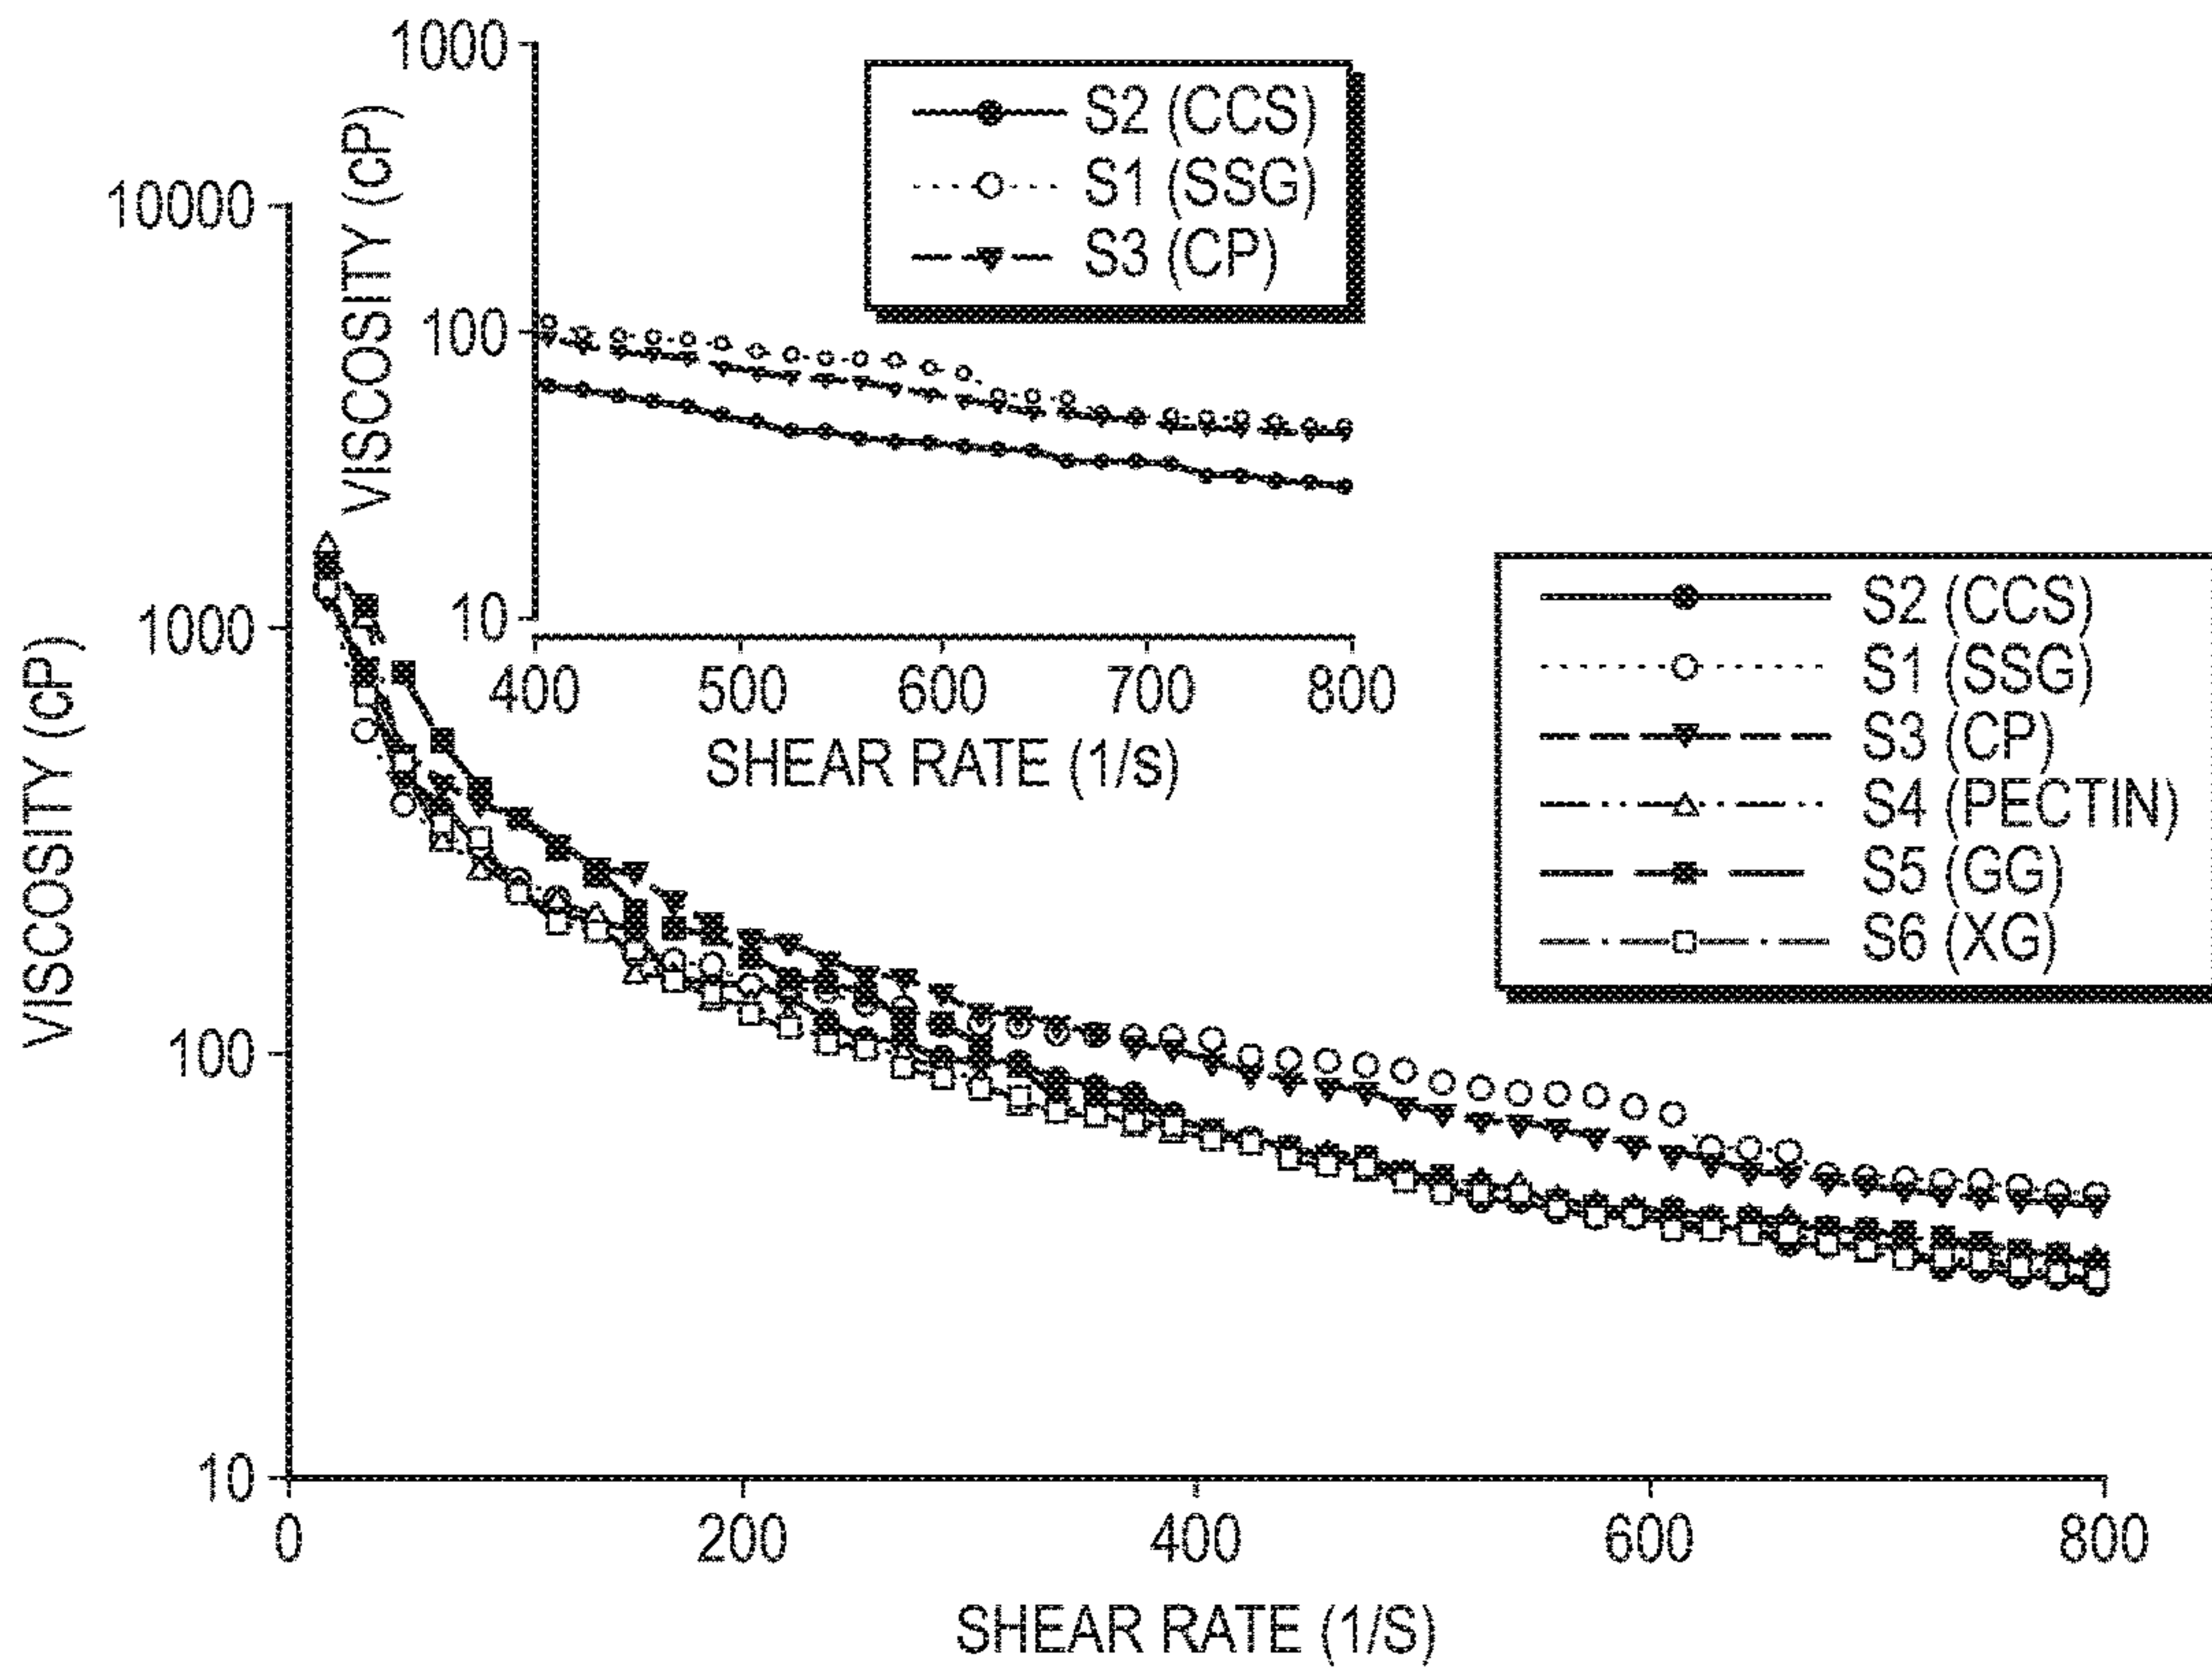 1000
100
10
VISCOSITY (cP)
400 500 600 700 800
SHEAR RATE (1/s)
S2 (CCS)
S1 (SSG)
S3 (CP)
10000
1000
100
10
VISCOSITY (cP)
0 200 400 600 800
SHEAR RATE (1/S)
S2 (CCS)
S1 (SSG)
S3 (CP)
S4 (PECTIN)
S5 (GG)
S6 (XG)